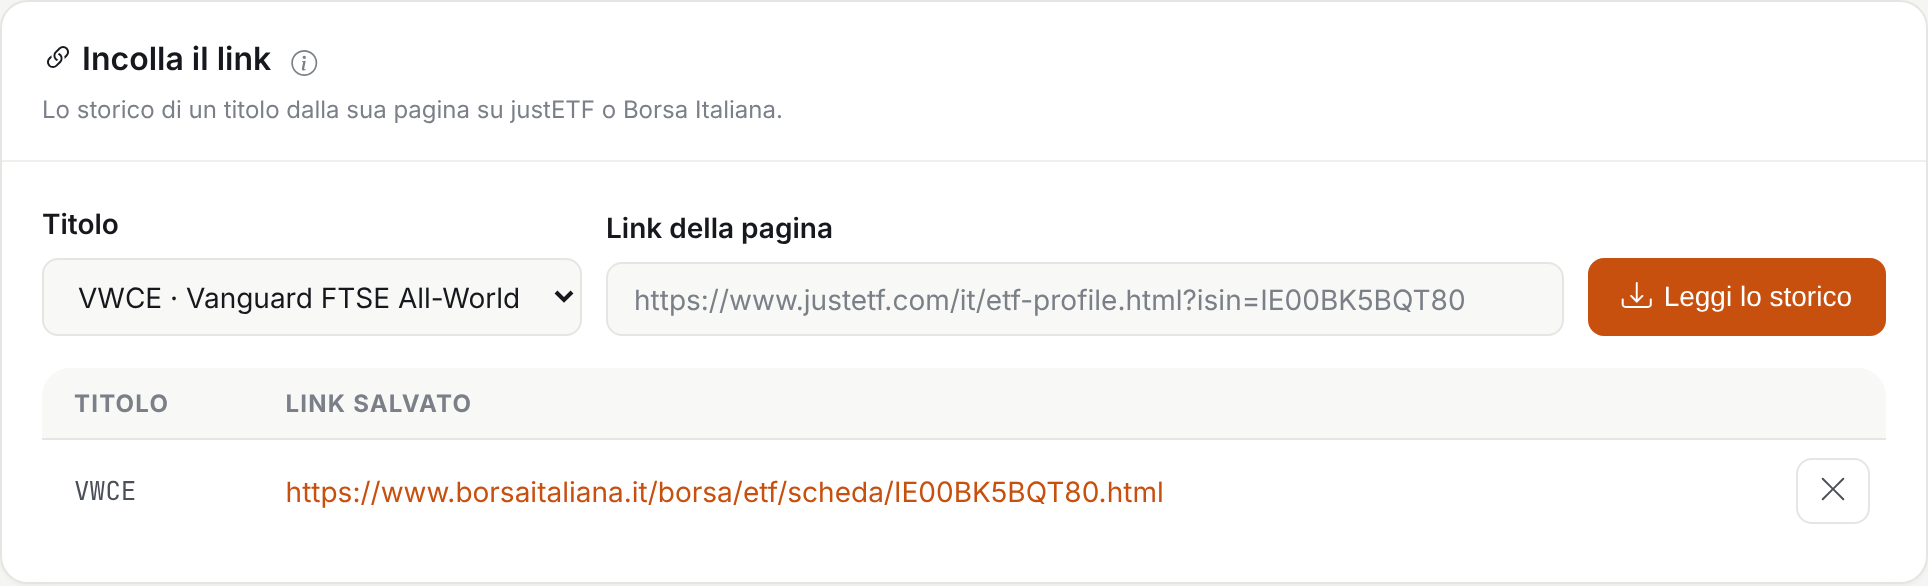 Incolla il link
Lo storico di un titolo dalla sua pagina su justETF o Borsa Italiana.
Titolo
Link della pagina
VWCE · Vanguard FTSE All-World
https://www.justetf.com/it/etf-profile.html?isin=IE00BK5BQT80
Leggi lo storico
TITOLO LINK SALVATO
VWCE https://www.borsaitaliana.it/borsa/etf/scheda/IE00BK5BQT80.html